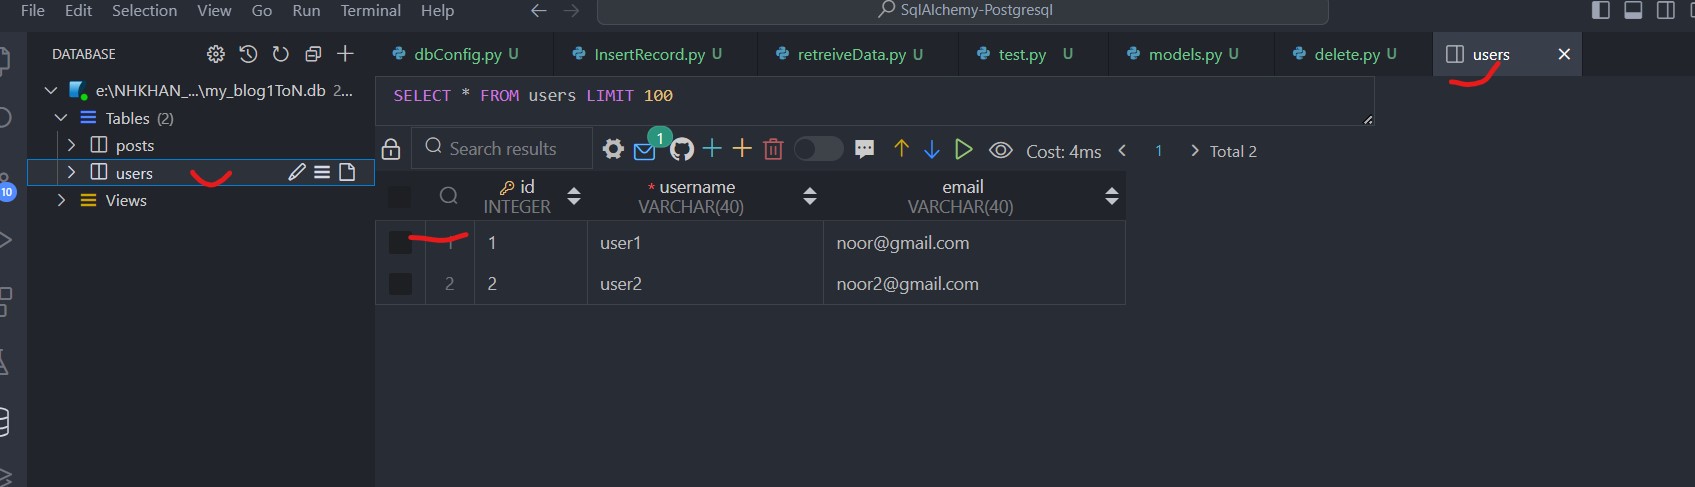 File Edit Selection View Go Run Terminal Help
SqlAlchemy-Postgresql
DATABASE
dbConfig.py U
InsertRecord.py U
retreiveData.py U
test.py U
models.py U
delete.py U
users
e:\NHKHAN_...\my_blog1ToN.db 2...
Tables (2)
posts
users
Views
10
SELECT * FROM users LIMIT 100
Search results
1
Cost: 4ms
1
Total 2
id
INTEGER
* username
VARCHAR(40)
email
VARCHAR(40)
1 1 user1 noor@gmail.com
2 2 user2 noor2@gmail.com